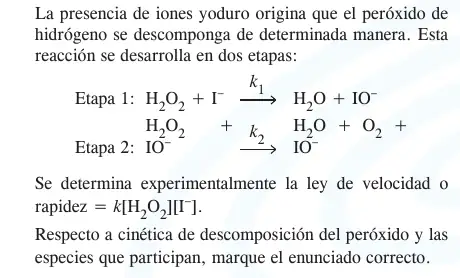 La presencia de iones yoduro origina que el peróxido de
hidrógeno se descomponga de determinada manera. Esta
reacción se desarrolla en dos etapas:
Etapa 1: H₂O₂ + I⁻ —k₁→ H₂O + IO⁻
H₂O₂ + k₂ H₂O + O₂ +
Etapa 2: IO⁻ ⟶ IO⁻
Se determina experimentalmente la ley de velocidad o
rapidez = k[H₂O₂][I⁻].
Respecto a cinética de descomposición del peróxido y las
especies que participan, marque el enunciado correcto.